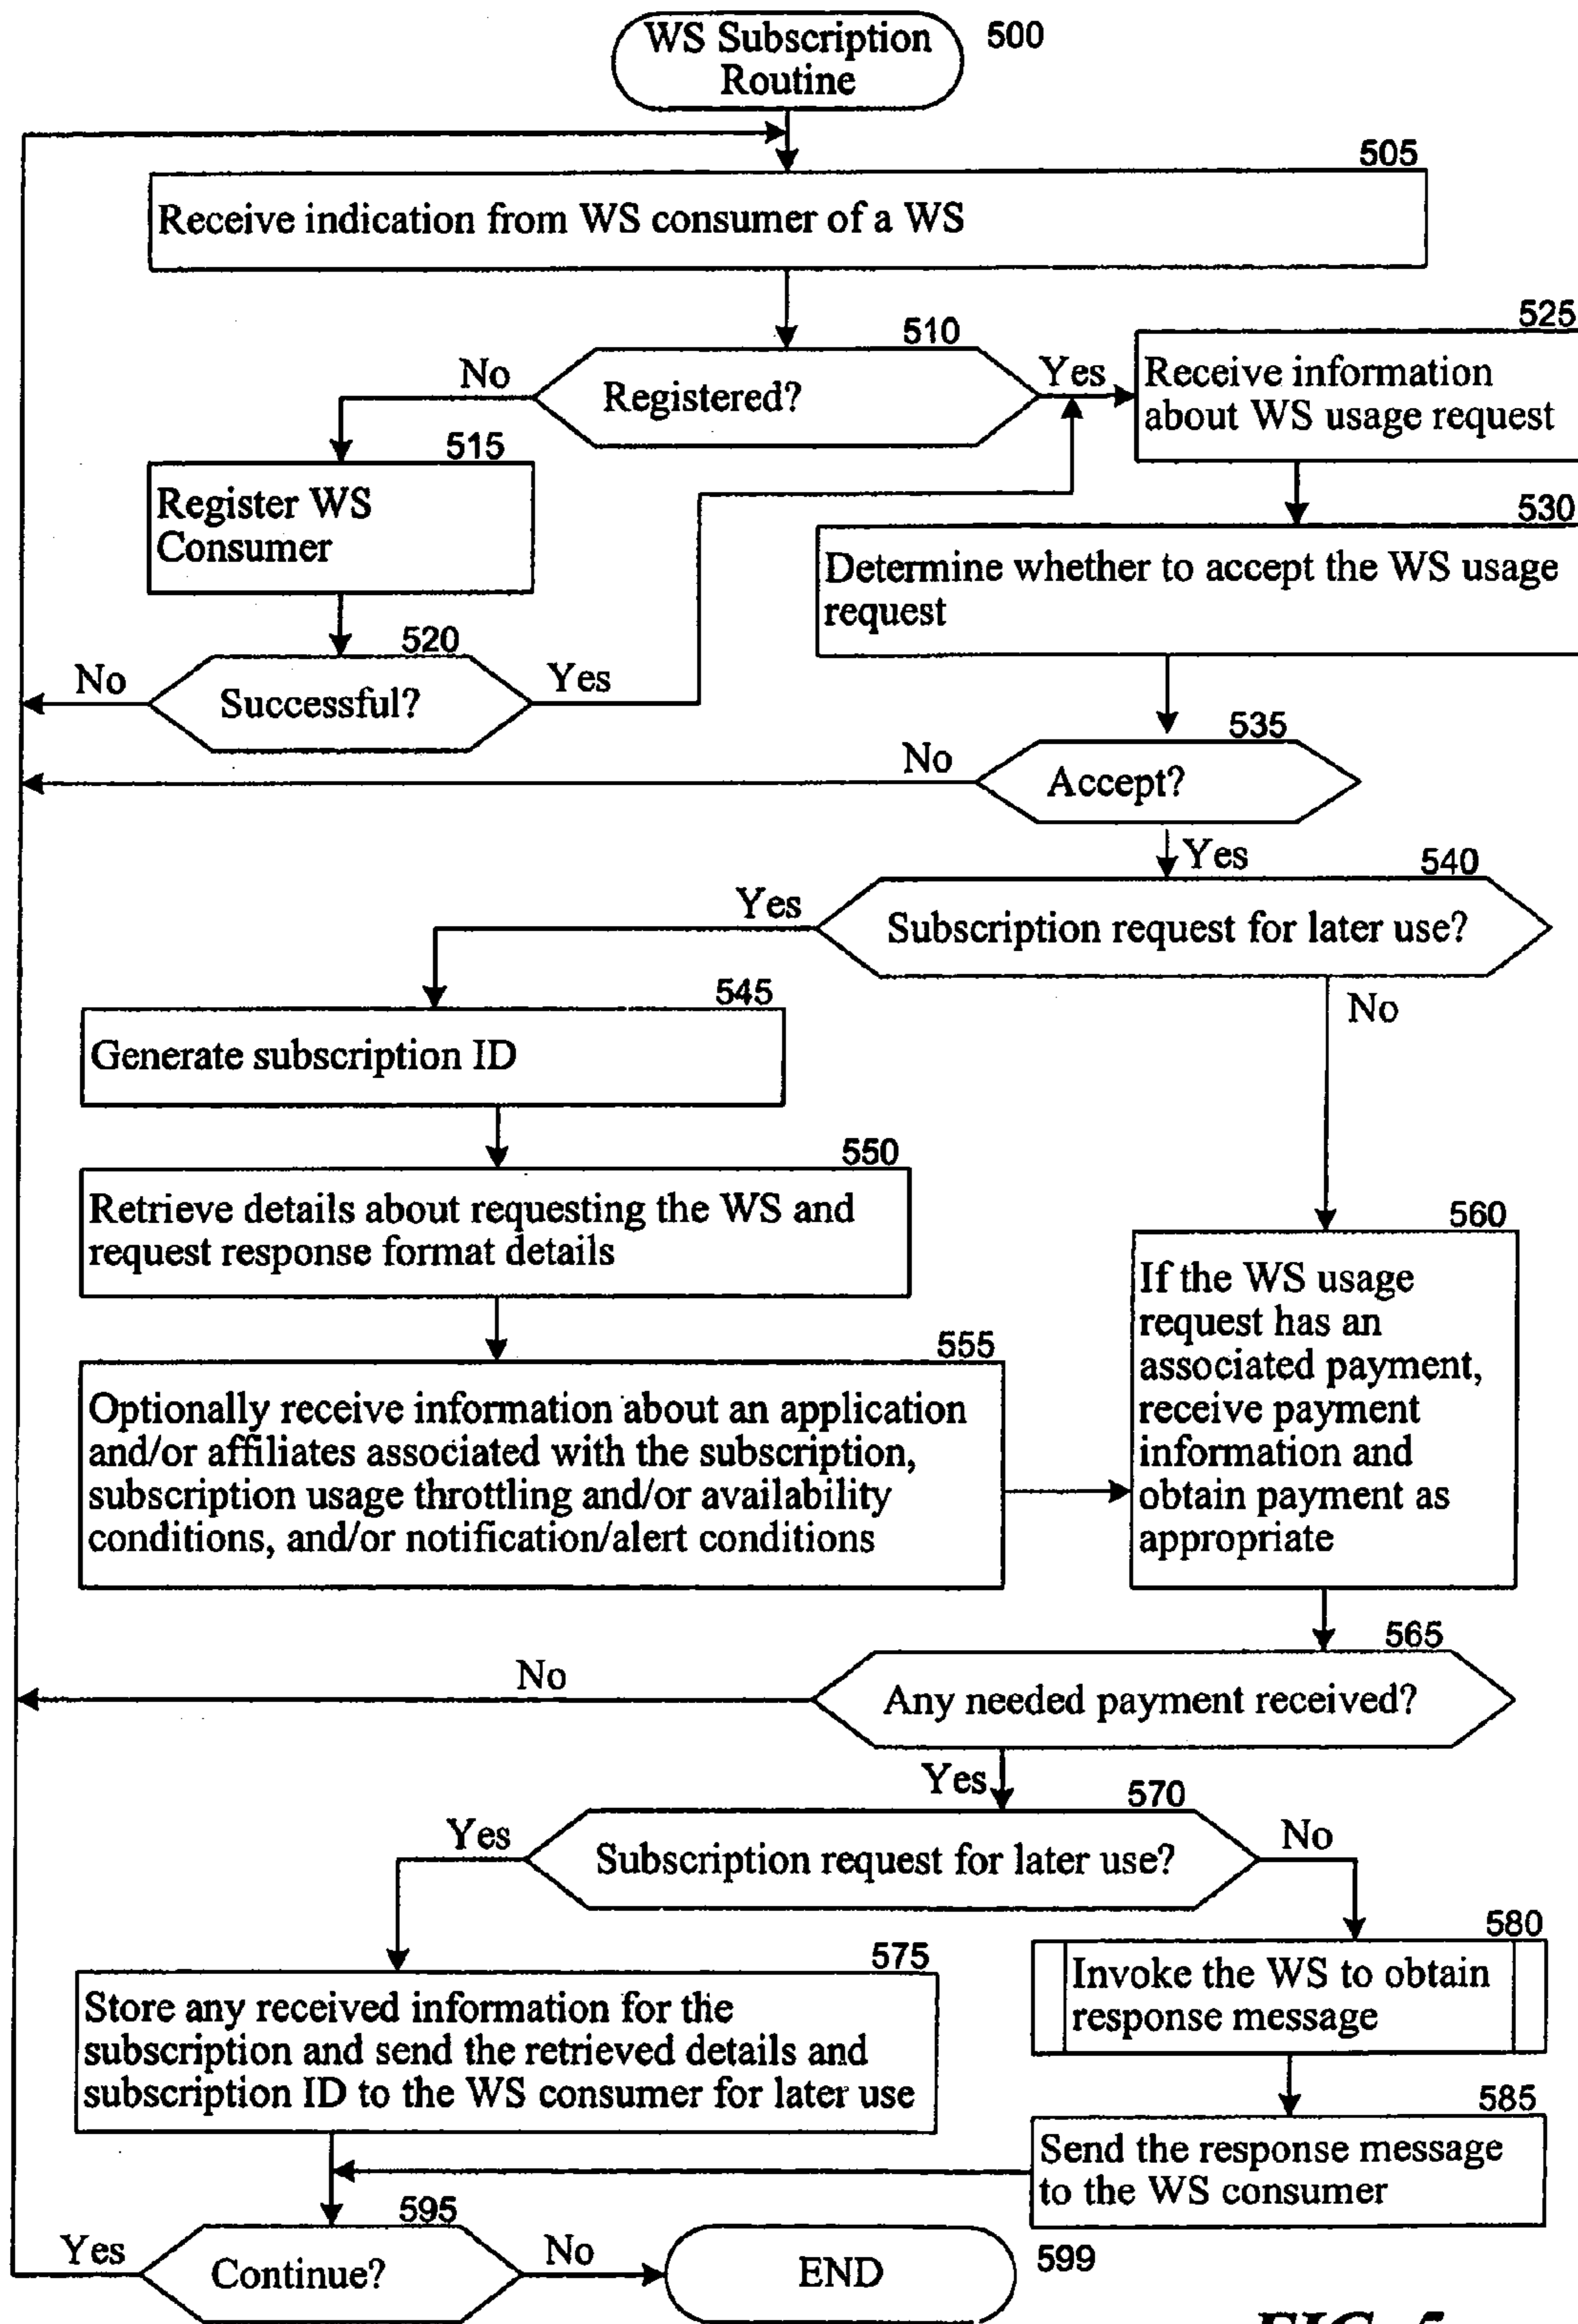 WS Subscription
Routine
500
505
Receive indication from WS consumer of a WS
510
Registered?
No
Yes
525
Receive information
about WS usage request
515
Register WS
Consumer
530
Determine whether to accept the WS usage
request
520
Successful?
No
Yes
535
Accept?
No
Yes
540
Subscription request for later use?
Yes
No
545
Generate subscription ID
550
Retrieve details about requesting the WS and
request response format details
555
Optionally receive information about an application
and/or affiliates associated with the subscription,
subscription usage throttling and/or availability
conditions, and/or notification/alert conditions
560
If the WS usage
request has an
associated payment,
receive payment
information and
obtain payment as
appropriate
565
Any needed payment received?
No
Yes
570
Subscription request for later use?
Yes
No
575
Store any received information for the
subscription and send the retrieved details and
subscription ID to the WS consumer for later use
580
Invoke the WS to obtain
response message
585
Send the response message
to the WS consumer
595
Continue?
Yes
No
END
599